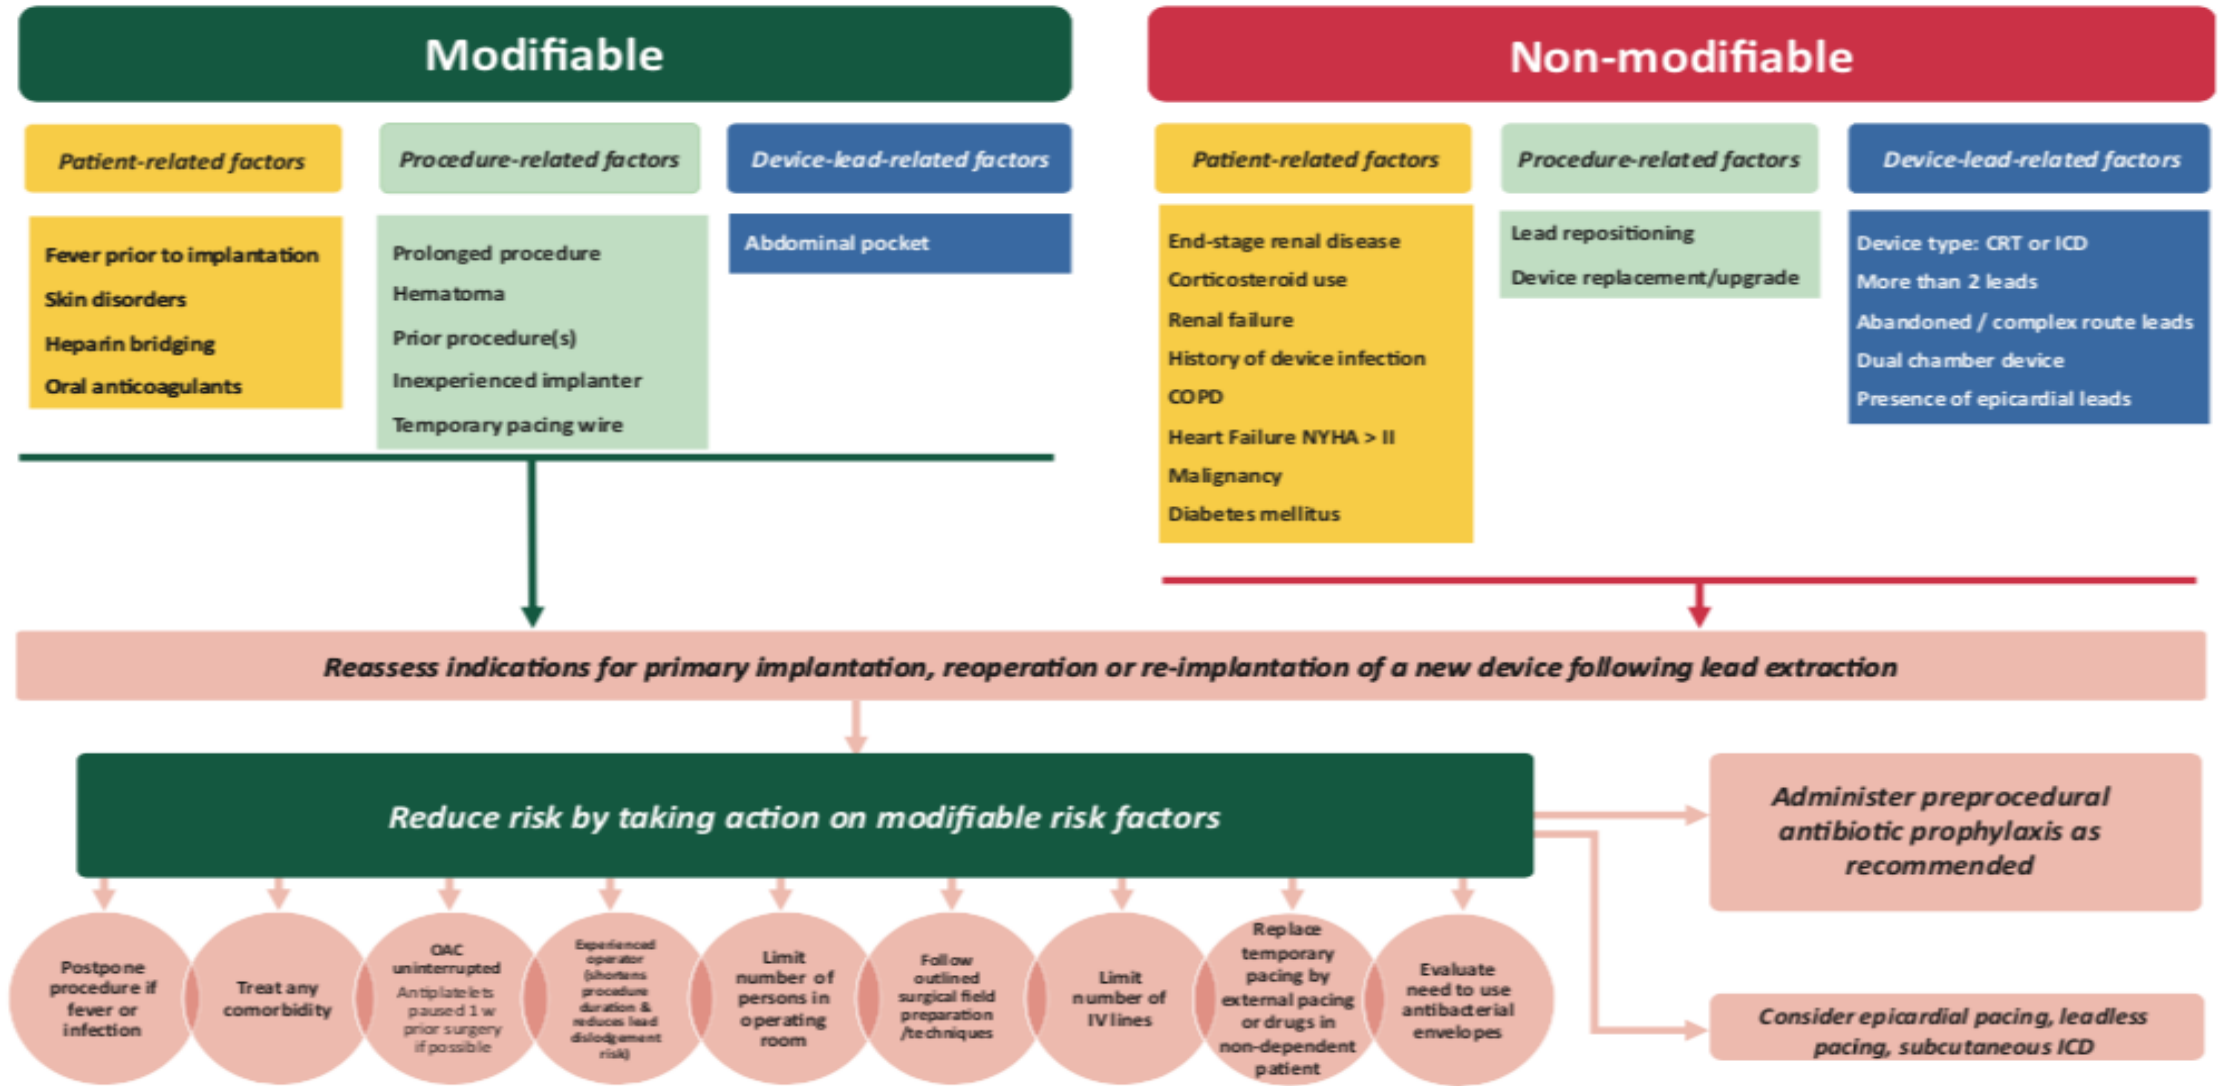 Modifiable
Patient-related factors
Fever prior to implantation
Skin disorders
Heparin bridging
Oral anticoagulants
Procedure-related factors
Prolonged procedure
Hematoma
Prior procedure(s)
Inexperienced implanter
Temporary pacing wire
Device-lead-related factors
Abdominal pocket
Non-modifiable
Patient-related factors
End-stage renal disease
Corticosteroid use
Renal failure
History of device infection
COPD
Heart Failure NYHA > II
Malignancy
Diabetes mellitus
Procedure-related factors
Lead repositioning
Device replacement/upgrade
Device-lead-related factors
Device type: CRT or ICD
More than 2 leads
Abandoned / complex route leads
Dual chamber device
Presence of epicardial leads
Reassess indications for primary implantation, reoperation or re-implantation of a new device following lead extraction
Reduce risk by taking action on modifiable risk factors
Administer preprocedural
antibiotic prophylaxis as
recommended
Consider epicardial pacing, leadless
pacing, subcutaneous ICD
Postpone
procedure if
fever or
infection
Treat any
comorbidity
OAC
uninterrupted
Antiplatelets
paused 1 w
prior surgery
if possible
Experienced
operator
(shortens
procedure
duration &
reduces lead
dislodgement
risk)
Limit
number of
persons in
operating
room
Follow
outlined
surgical field
preparation
/techniques
Limit
number of
IV lines
Replace
temporary
pacing by
external pacing
or drugs in
non-dependent
patient
Evaluate
need to use
antibacterial
envelopes